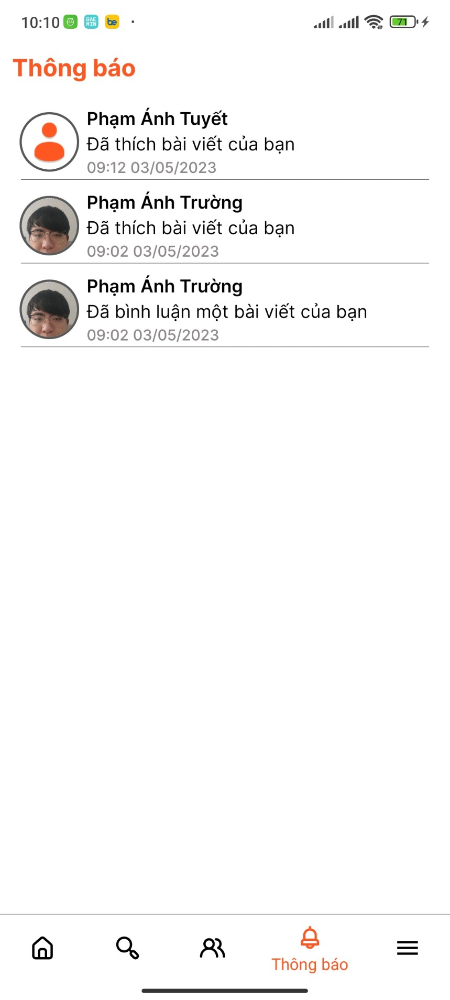 10:10
BAE
MIN
be
71
Thông báo
Phạm Ánh Tuyết
Đã thích bài viết của bạn
09:12 03/05/2023
Phạm Ánh Trường
Đã thích bài viết của bạn
09:02 03/05/2023
Phạm Ánh Trường
Đã bình luận một bài viết của bạn
09:02 03/05/2023
Thông báo